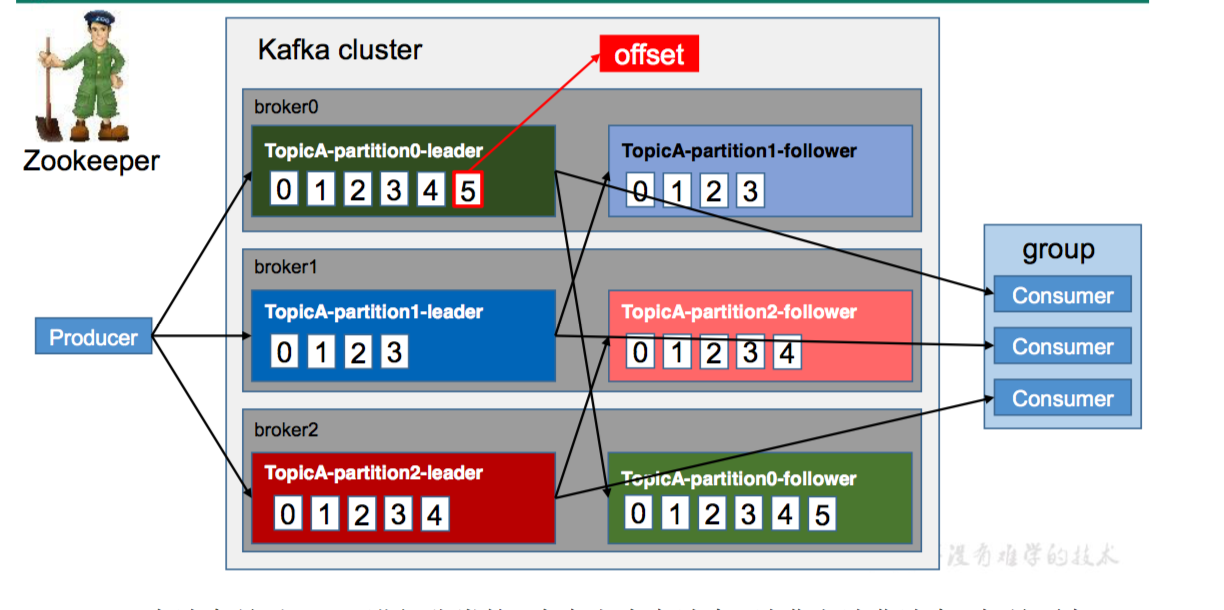 Kafka cluster
offset
broker0
TopicA-partition0-leader
0 1 2 3 4 5
TopicA-partition1-follower
0 1 2 3
Zookeeper
broker1
TopicA-partition1-leader
0 1 2 3
TopicA-partition2-follower
0 1 2 3 4
Producer
broker2
TopicA-partition2-leader
0 1 2 3 4
TopicA-partition0-follower
0 1 2 3 4 5
group
Consumer
Consumer
Consumer
没有难学的技术